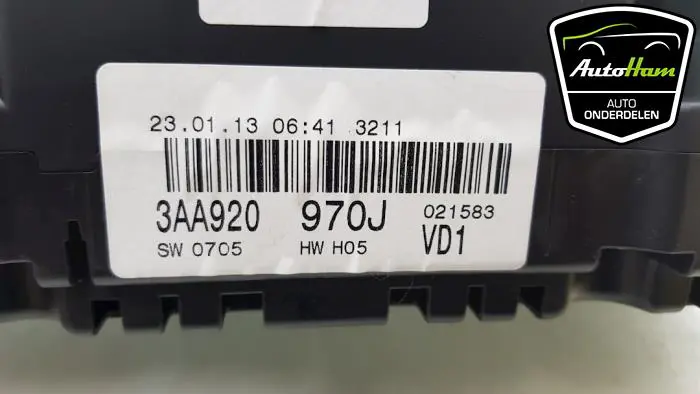 23.01.13 06:41 3211
3AA920 970J 021583
SW 0705 HW H05 VD1
AutoHam
AUTO
ONDERDELEN